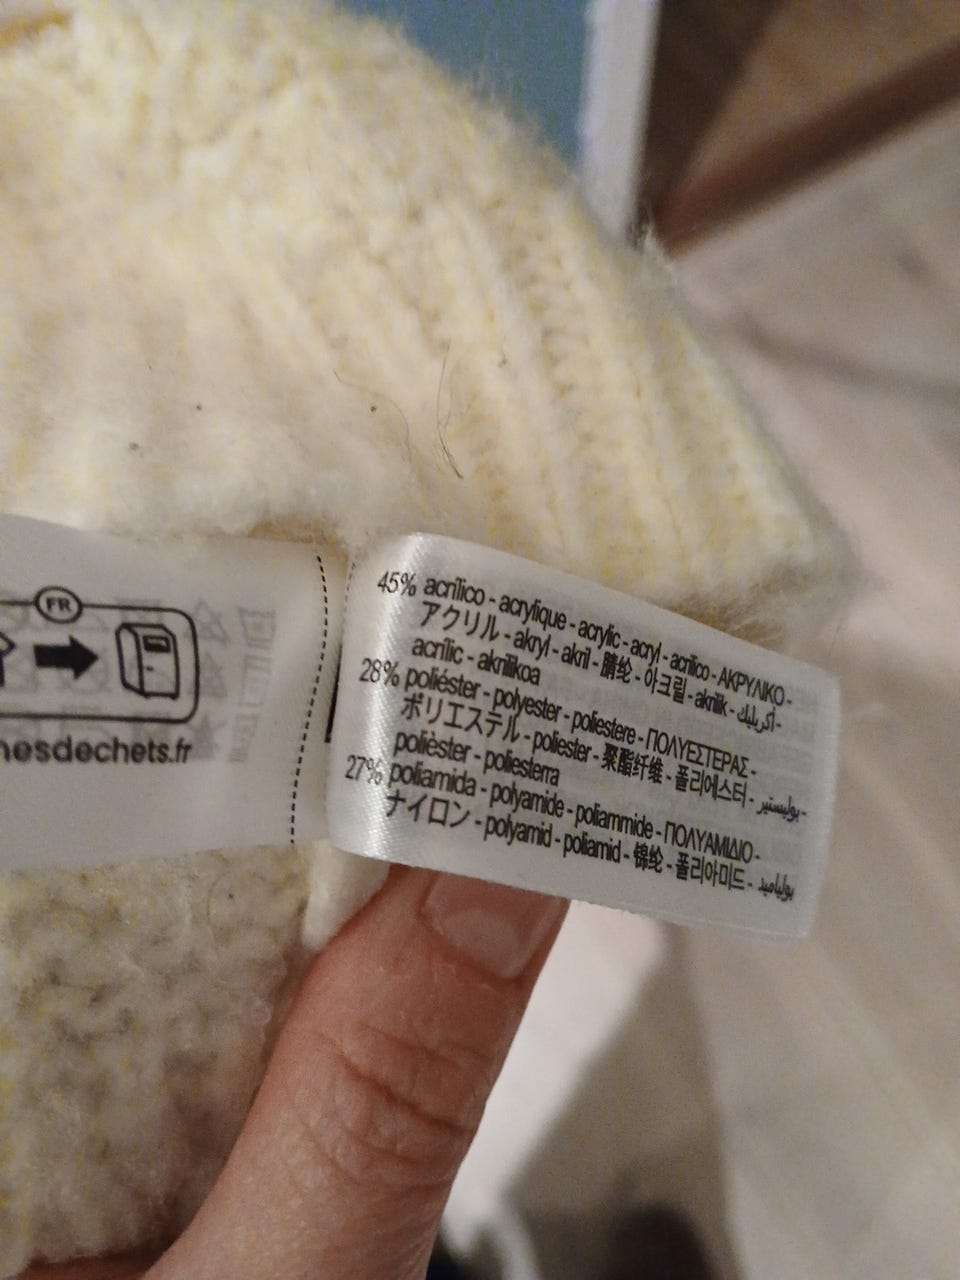 FR
hesdechets.fr
45% acrílico - acrylique - acrylic - acryl - acrilico - ΑΚΡΥΛΙΚΟ -
アクリル - akryl - akril - 腈纶 - 아크릴 - akrilik - أكريليك -
acrílic - akrilikoa
28% poliéster - polyester - poliestere - ΠΟΛΥΕΣΤΕΡΑΣ -
ポリエステル - poliester - 聚酯纤维 - 폴리에스터 - بوليستير -
polièster - poliesterra
27% poliamida - polyamide - poliammide - ΠΟΛΥΑΜΙΔΙΟ -
ナイロン - polyamid - poliamid - 锦纶 - 폴리아미드 - بولياميد